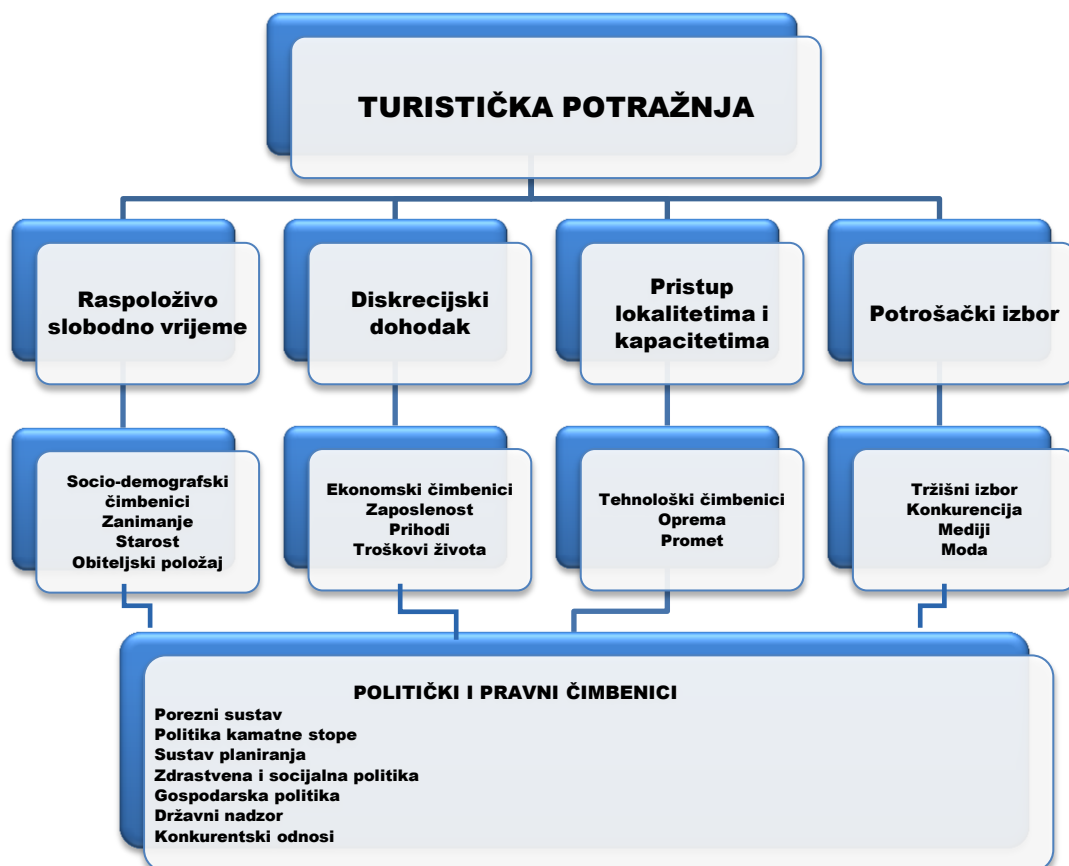 TURISTIČKA POTRAŽNJA
Raspoloživo
slobodno vrijeme
Diskrecijski
dohodak
Pristup
lokalitetima i
kapacitetima
Potrošački izbor
Socio-demografski
čimbenici
Zanimanje
Starost
Obiteljski položaj
Ekonomski čimbenici
Zaposlenost
Prihodi
Troškovi života
Tehnološki čimbenici
Oprema
Promet
Tržišni izbor
Konkurencija
Mediji
Moda
POLITIČKI I PRAVNI ČIMBENICI
Porezni sustav
Politika kamatne stope
Sustav planiranja
Zdrastvena i socijalna politika
Gospodarska politika
Državni nadzor
Konkurentski odnosi